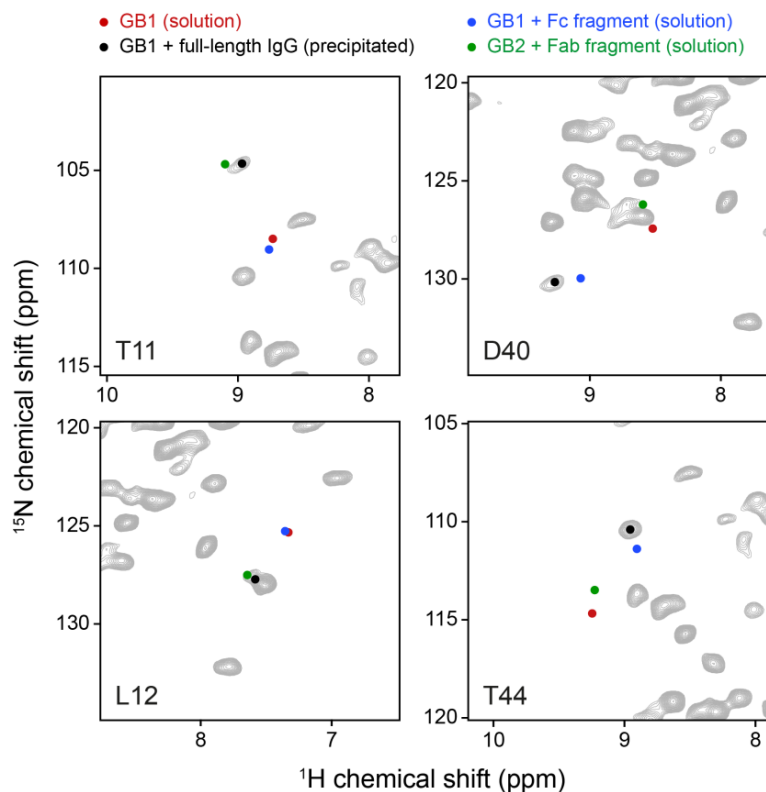 GB1 (solution)
GB1 + full-length IgG (precipitated)
GB1 + Fc fragment (solution)
GB2 + Fab fragment (solution)
105
110
115
T11
10
9
8
120
125
130
D40
9
8
120
125
130
L12
8
7
105
110
115
120
T44
10
9
8
15N chemical shift (ppm)
1H chemical shift (ppm)